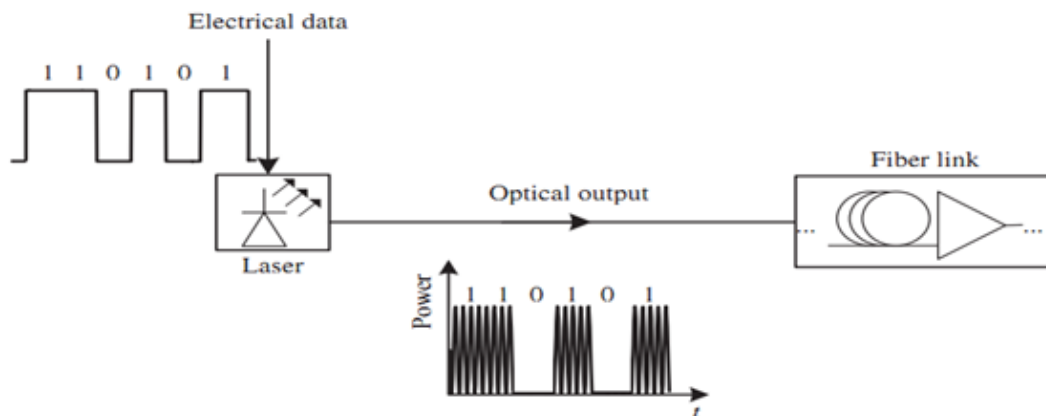 Electrical data
1 1 0 1 0 1
Fiber link
Optical output
... ...
Laser
1 1 0 1 0 1
Power
t